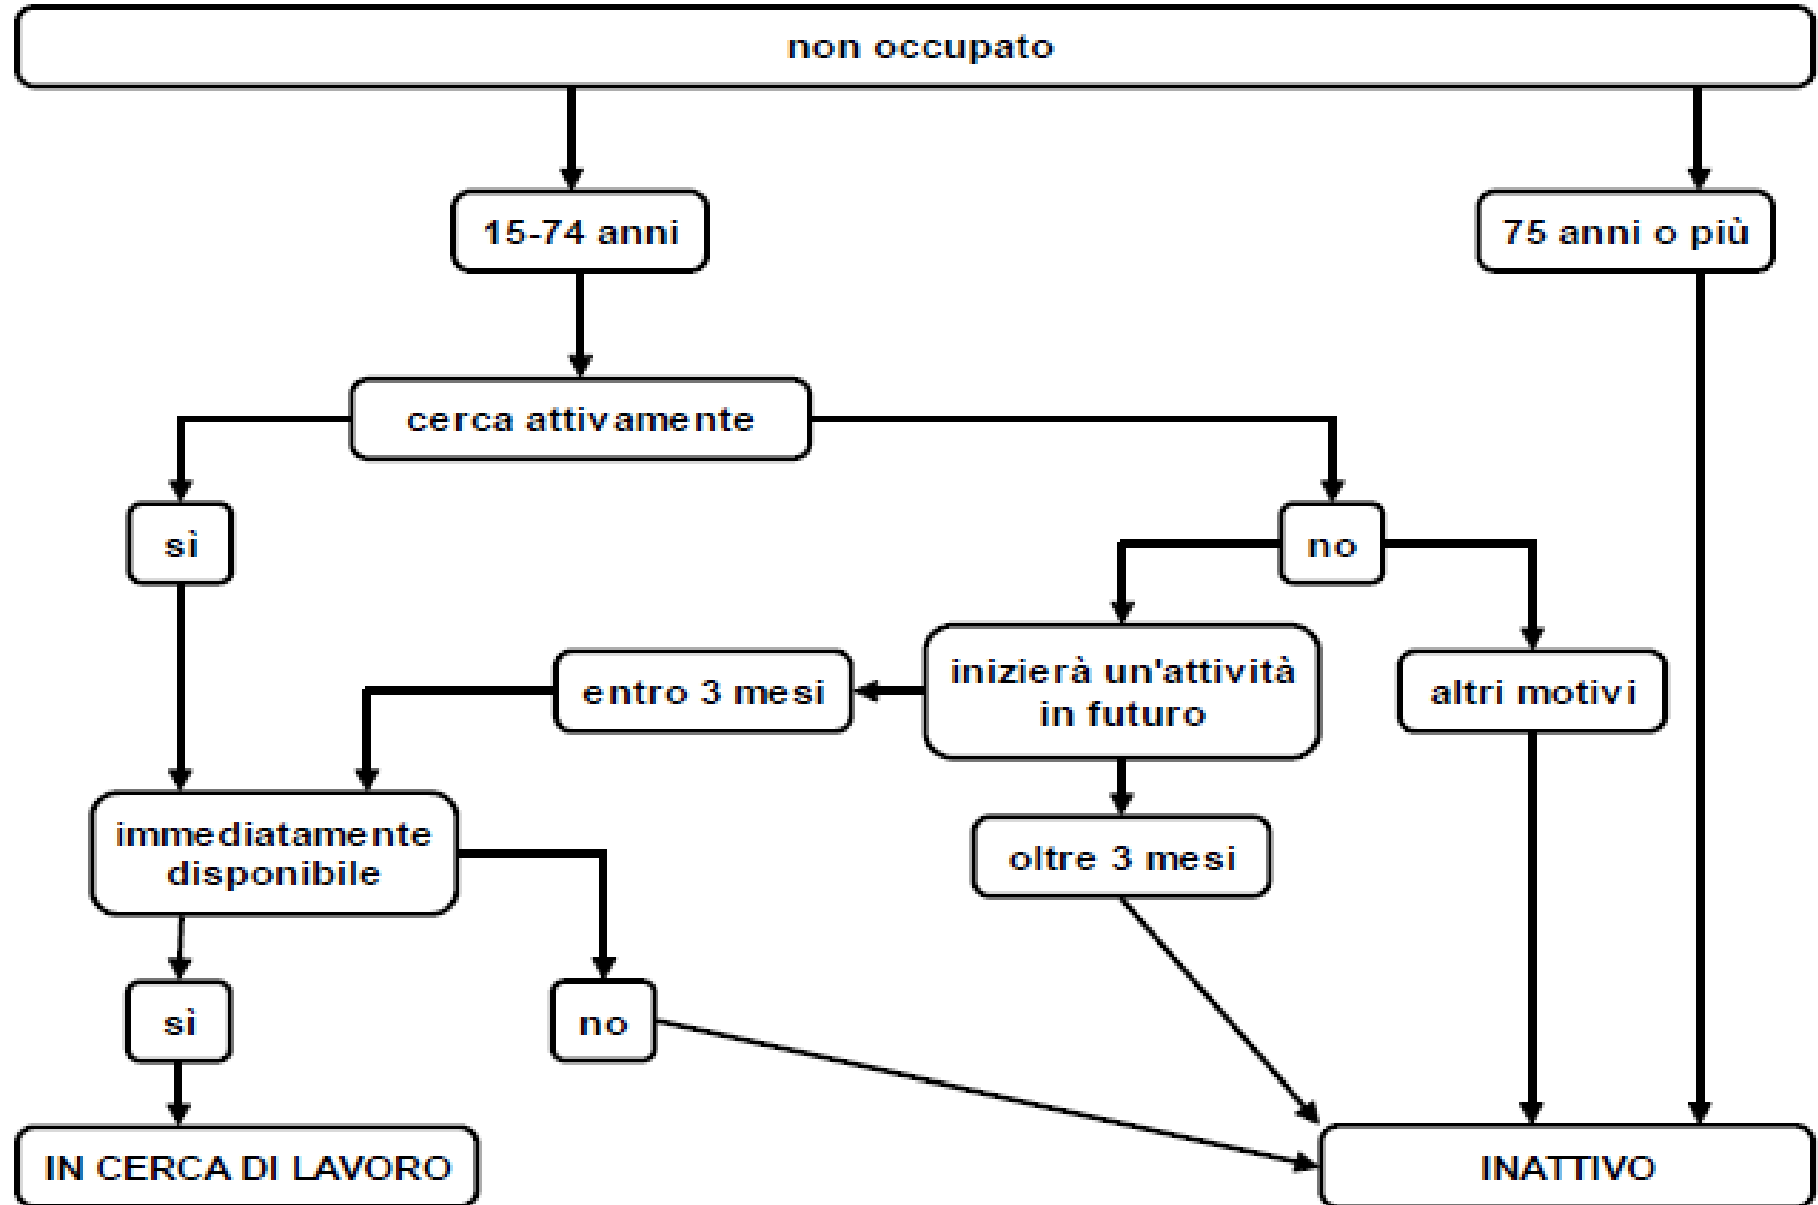 non occupato
15-74 anni
75 anni o più
cerca attivamente
sì
no
inizierà un'attività
in futuro
entro 3 mesi
altri motivi
immediatamente
disponibile
oltre 3 mesi
sì
no
IN CERCA DI LAVORO
INATTIVO